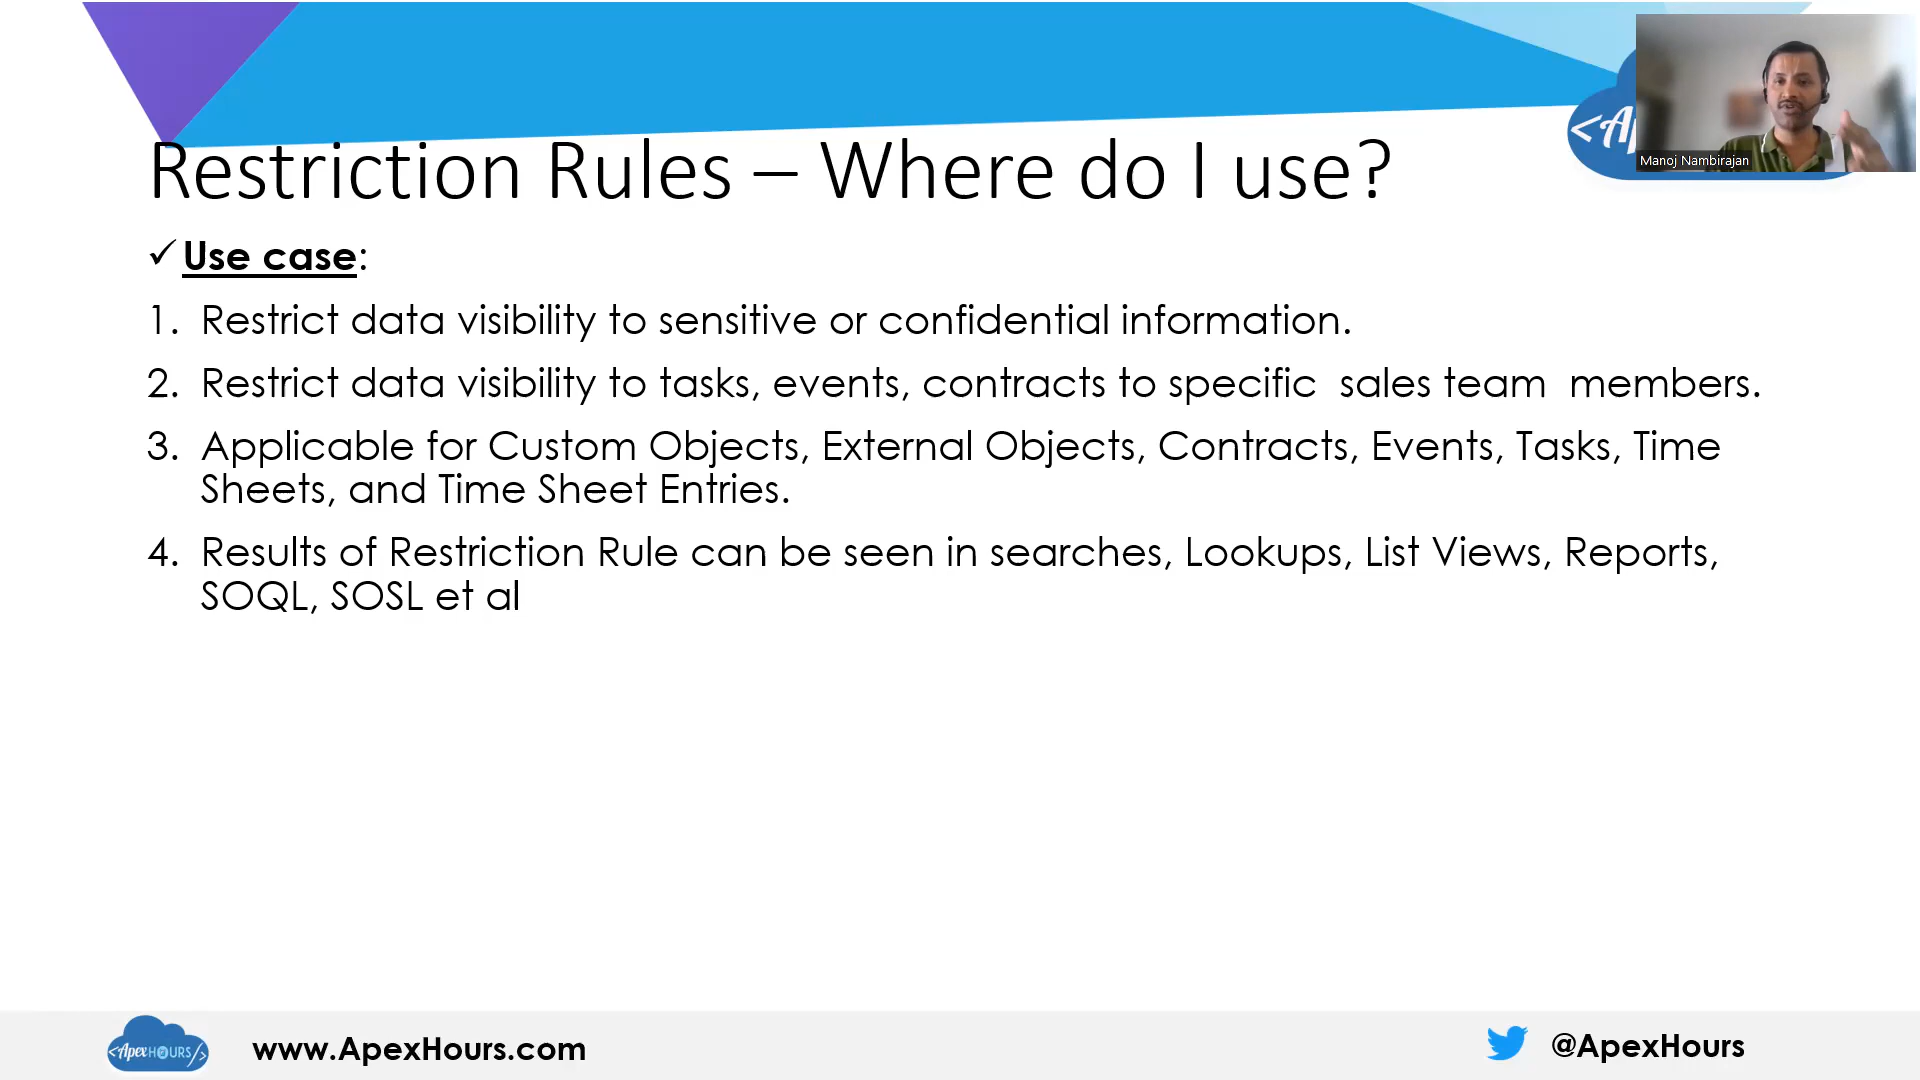 <Ap
Manoj Nambirajan
Restriction Rules – Where do I use?
✓ Use case:
1. Restrict data visibility to sensitive or confidential information.
2. Restrict data visibility to tasks, events, contracts to specific sales team members.
3. Applicable for Custom Objects, External Objects, Contracts, Events, Tasks, Time
Sheets, and Time Sheet Entries.
4. Results of Restriction Rule can be seen in searches, Lookups, List Views, Reports,
SOQL, SOSL et al
<Apex HOURS/>
www.ApexHours.com
@ApexHours